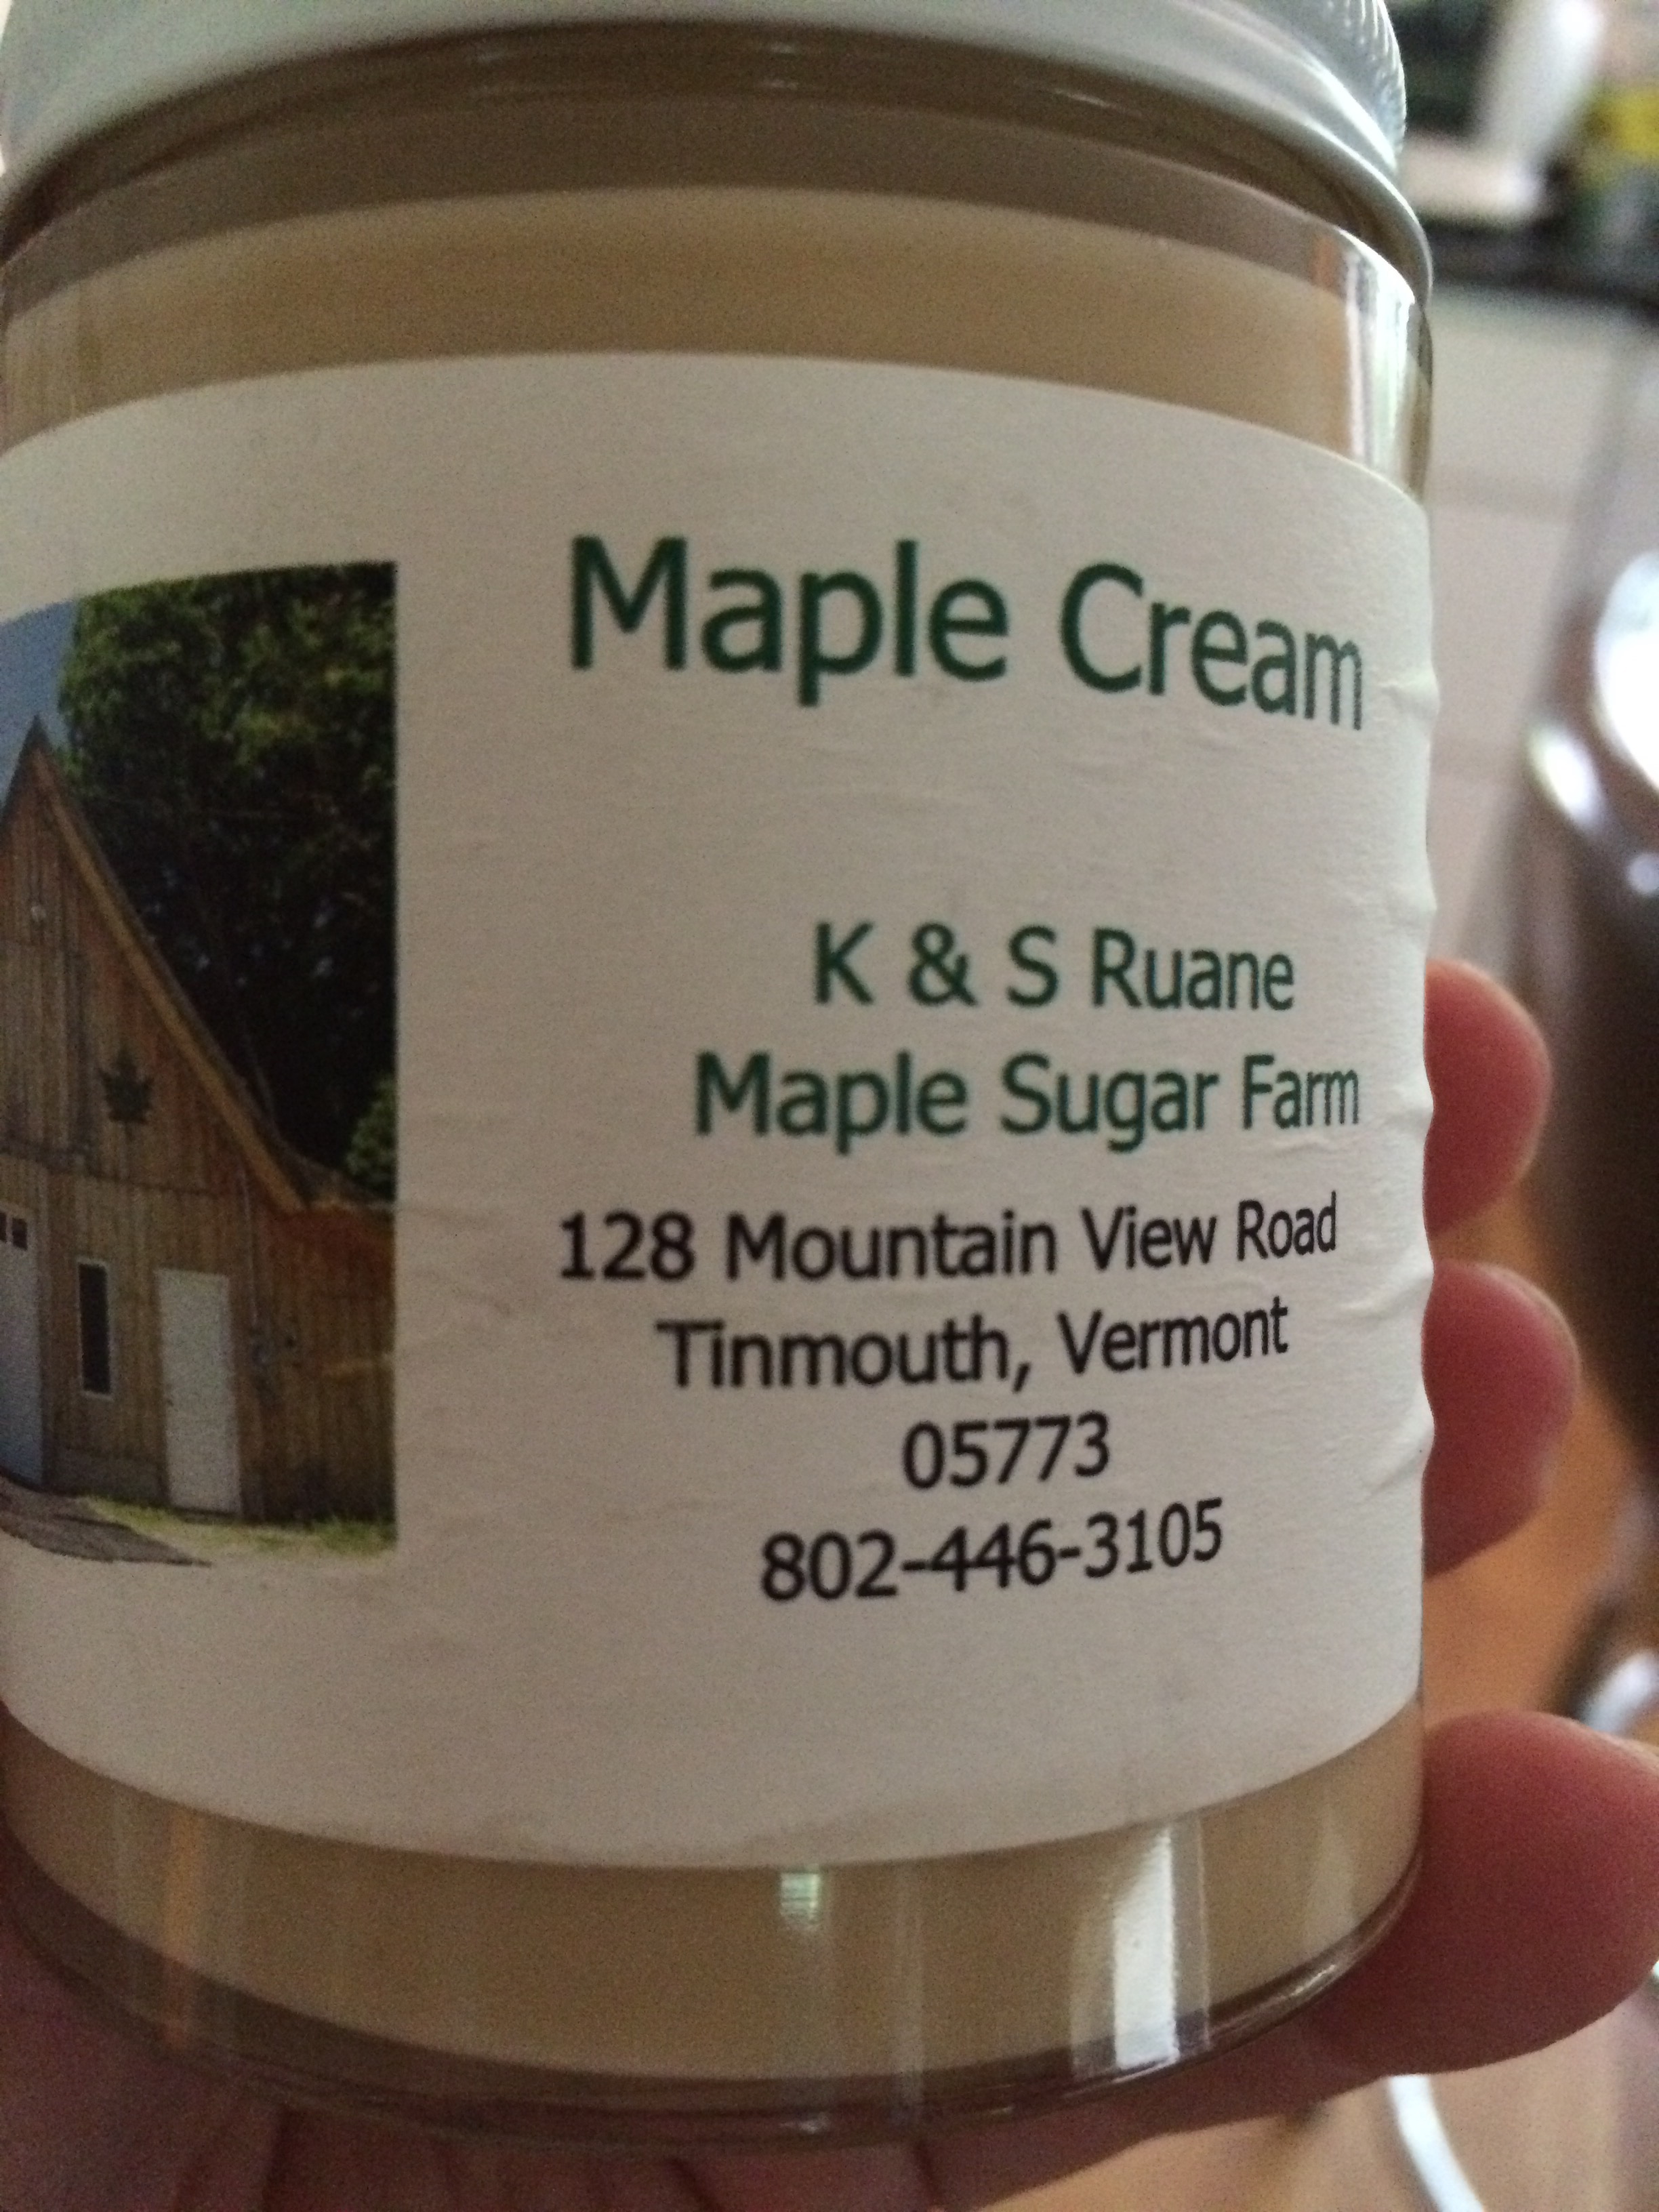 Maple Cream
K & S Ruane
Maple Sugar Farm
128 Mountain View Road
Tinmouth, Vermont
05773
802-446-3105